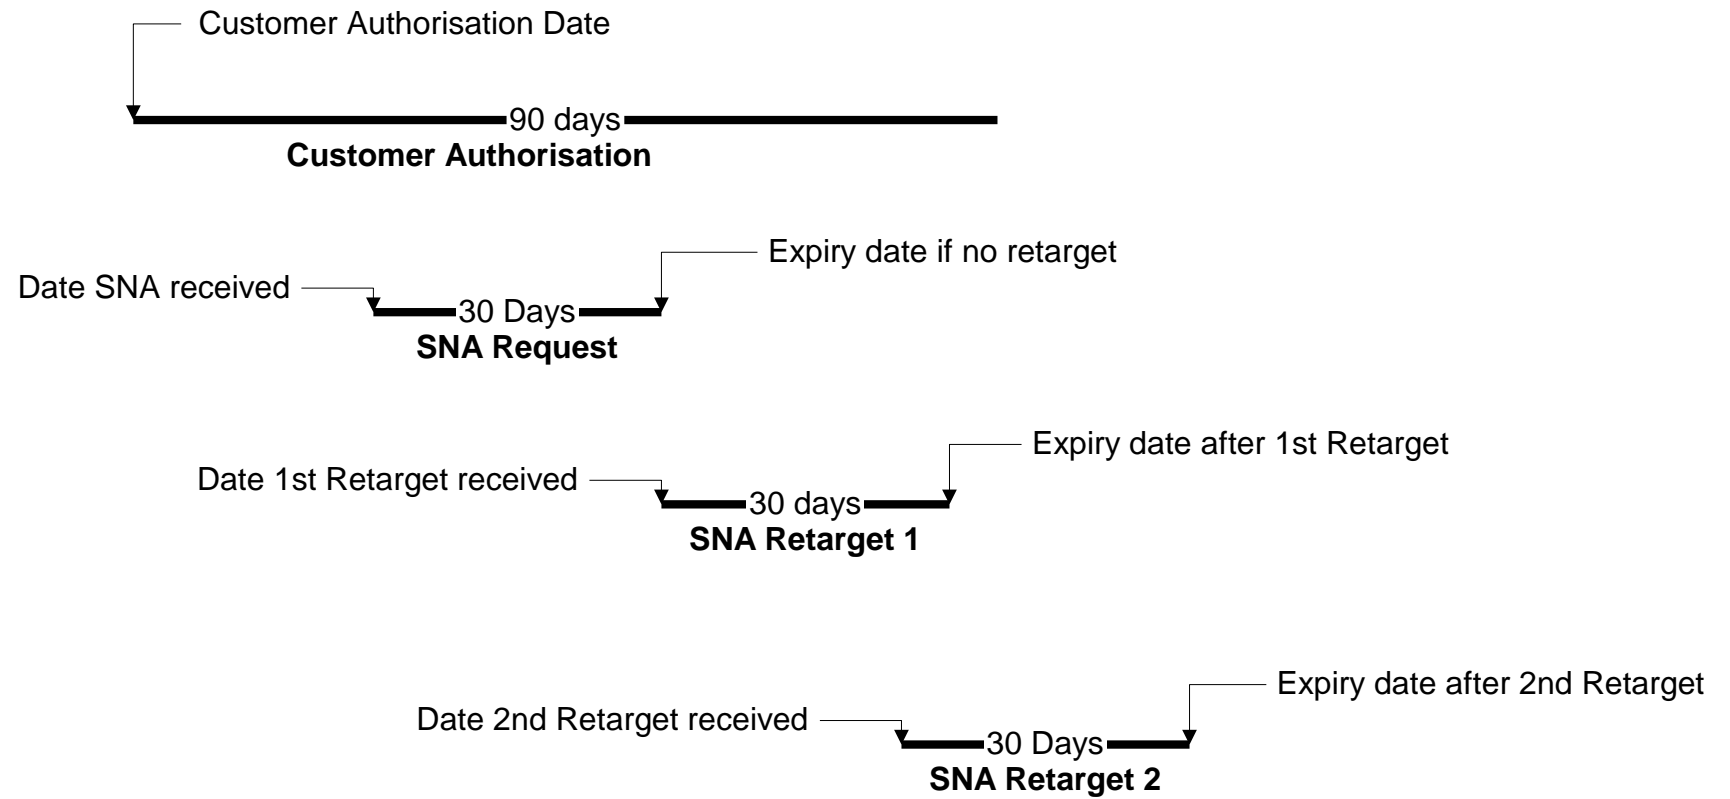 Customer Authorisation Date
90 days
Customer Authorisation
Expiry date if no retarget
Date SNA received
30 Days
SNA Request
Expiry date after 1st Retarget
Date 1st Retarget received
30 days
SNA Retarget 1
Expiry date after 2nd Retarget
Date 2nd Retarget received
30 Days
SNA Retarget 2